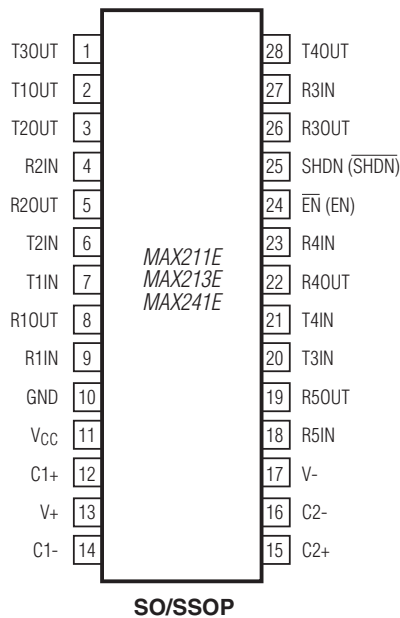 T3OUT 1 28 T4OUT
T1OUT 2 27 R3IN
T2OUT 3 26 R3OUT
R2IN 4 25 SHDN (S̅H̅D̅N̅)
R2OUT 5 24 E̅N̅ (EN)
T2IN 6 23 R4IN
T1IN 7 22 R4OUT
R1OUT 8 21 T4IN
R1IN 9 20 T3IN
GND 10 19 R5OUT
VCC 11 18 R5IN
C1+ 12 17 V-
V+ 13 16 C2-
C1- 14 15 C2+
MAX211E
MAX213E
MAX241E
SO/SSOP